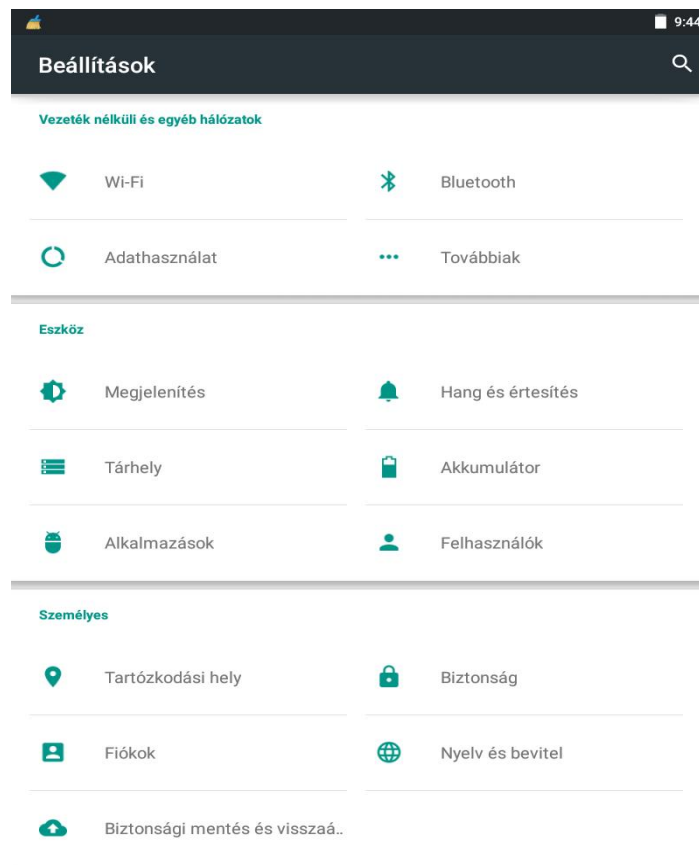 9:44
Beállítások
Vezeték nélküli és egyéb hálózatok
Wi-Fi
Bluetooth
Adathasználat
Továbbiak
Eszköz
Megjelenítés
Hang és értesítés
Tárhely
Akkumulátor
Alkalmazások
Felhasználók
Személyes
Tartózkodási hely
Biztonság
Fiókok
Nyelv és bevitel
Biztonsági mentés és visszaá..